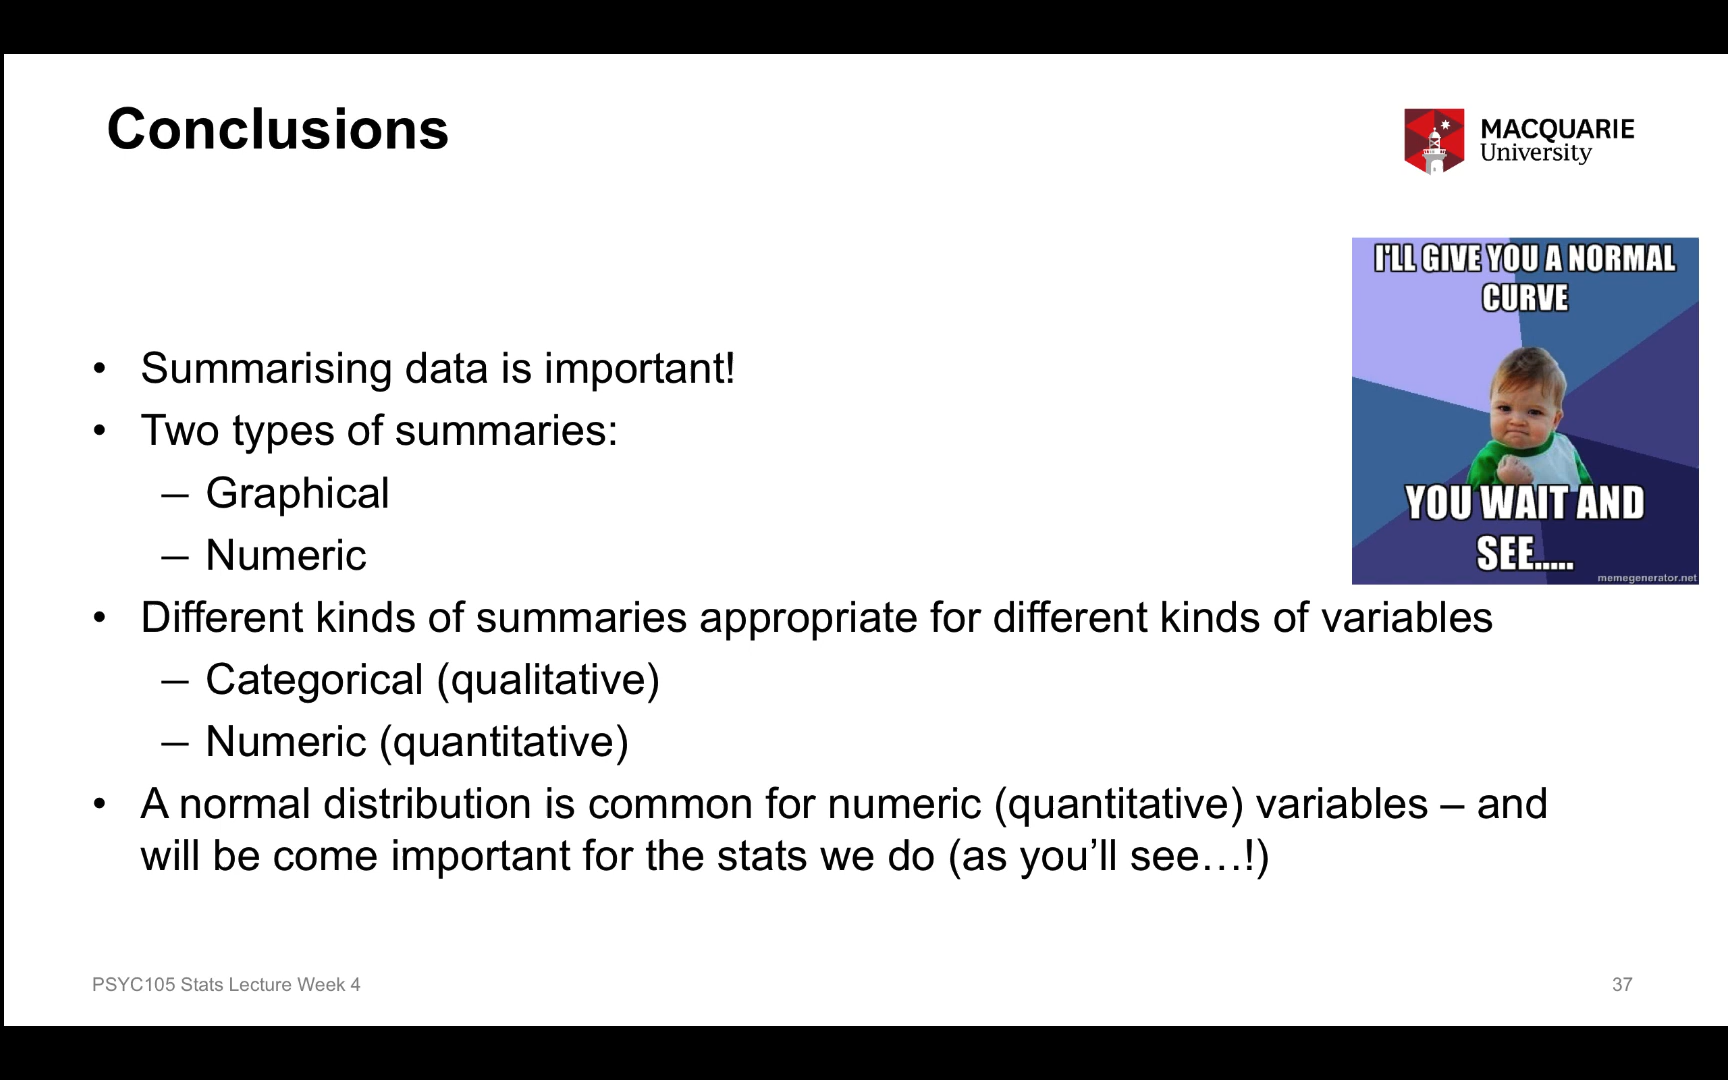 Conclusions
MACQUARIE
University
I'LL GIVE YOU A NORMAL
CURVE
YOU WAIT AND
SEE.....
memegenerator.net
• Summarising data is important!
• Two types of summaries:
— Graphical
— Numeric
• Different kinds of summaries appropriate for different kinds of variables
— Categorical (qualitative)
— Numeric (quantitative)
• A normal distribution is common for numeric (quantitative) variables – and
will be come important for the stats we do (as you’ll see…!)
PSYC105 Stats Lecture Week 4
37